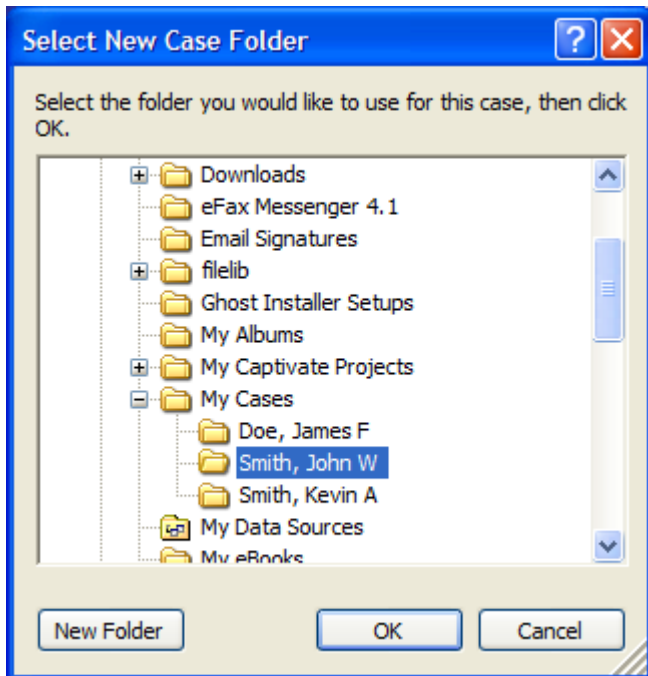 Select New Case Folder
Select the folder you would like to use for this case, then click
OK.
Downloads
eFax Messenger 4.1
Email Signatures
filelib
Ghost Installer Setups
My Albums
My Captivate Projects
My Cases
Doe, James F
Smith, John W
Smith, Kevin A
My Data Sources
My eBooks
New Folder OK Cancel